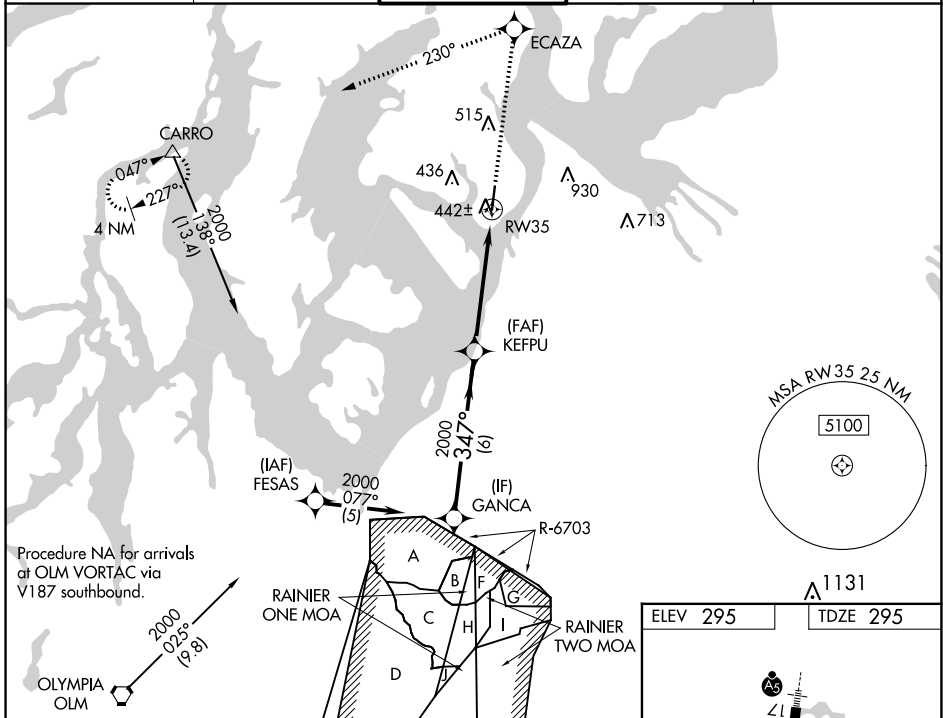 ECAZA
230°
515
CARRO
047°
227°
4 NM
2000
138°
(13.4)
436
930
442±
713
RW35
(FAF)
KEFPU
MSA RW35 25 NM
5100
2000
347°
(6)
(IAF)
FESAS
2000
077°
(5)
(IF)
GANCA
R-6703
Procedure NA for arrivals
at OLM VORTAC via
V187 southbound.
A
B
F
G
RAINIER
ONE MOA
C
H
I
RAINIER
TWO MOA
1131
2000
025°
(9.8)
D
J
OLYMPIA
OLM
ELEV 295
TDZE 295
A5
17